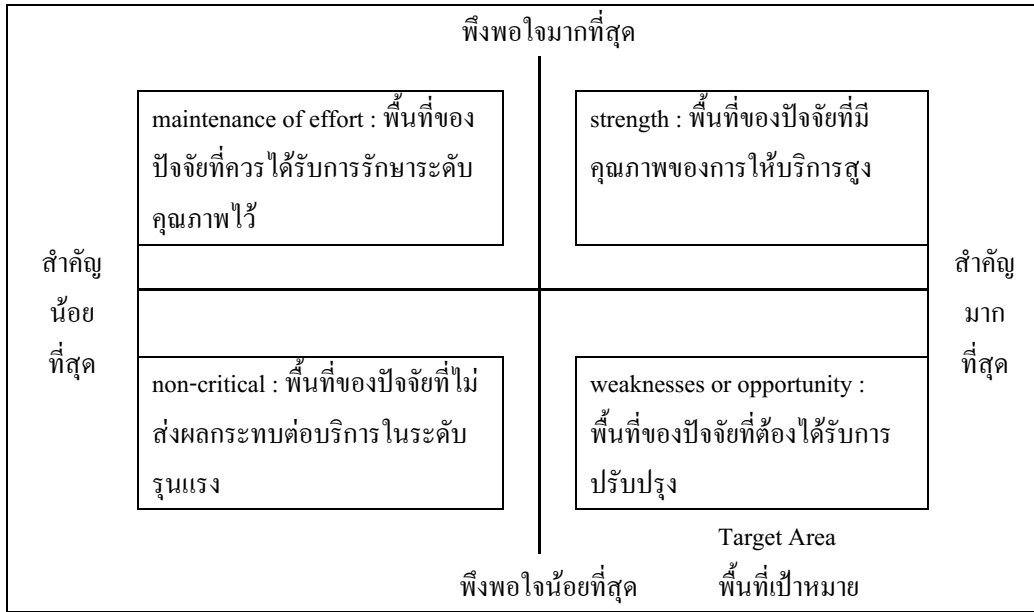 พึงพอใจมากที่สุด
maintenance of effort : พื้นที่ของ
ปัจจัยที่ควรได้รับการรักษาระดับ
คุณภาพไว้
strength : พื้นที่ของปัจจัยที่มี
คุณภาพของการให้บริการสูง
สำคัญ
น้อย
ที่สุด
สำคัญ
มาก
ที่สุด
non-critical : พื้นที่ของปัจจัยที่ไม่
ส่งผลกระทบต่อบริการในระดับ
รุนแรง
weaknesses or opportunity :
พื้นที่ของปัจจัยที่ต้องได้รับการ
ปรับปรุง
Target Area
พึงพอใจน้อยที่สุด
พื้นที่เป้าหมาย